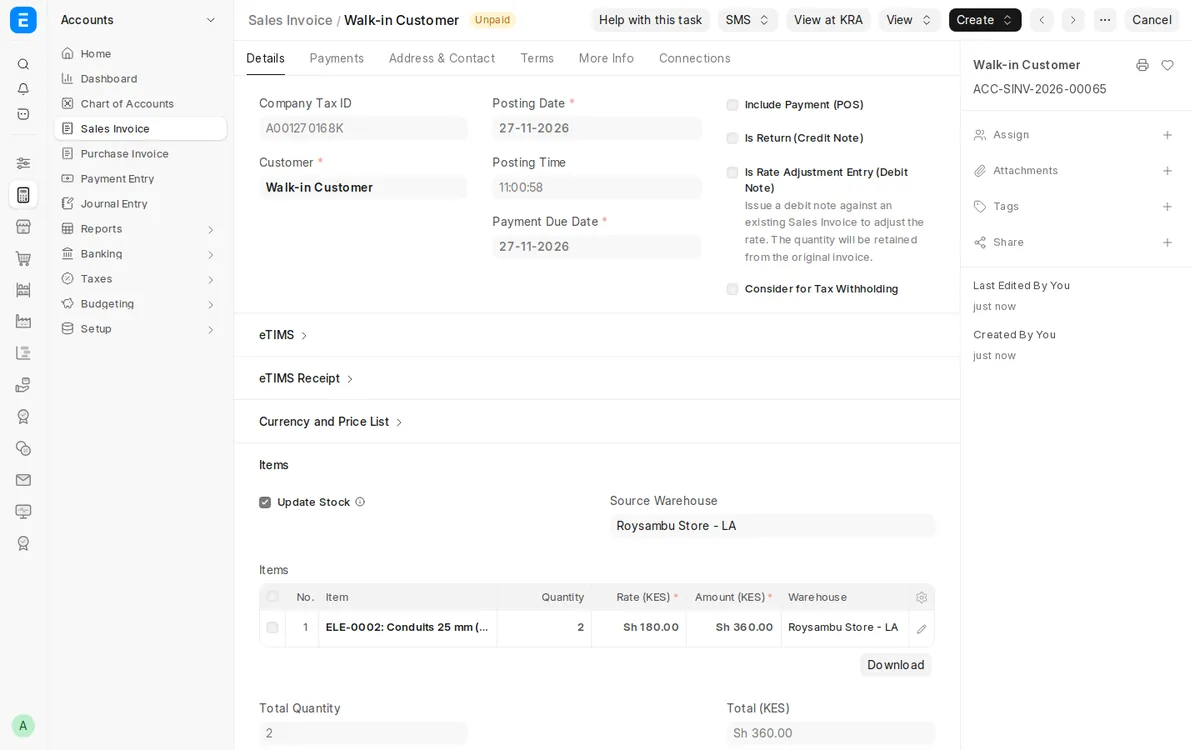 Accounts
Home
Dashboard
Chart of Accounts
Sales Invoice
Purchase Invoice
Payment Entry
Journal Entry
Reports
Banking
Taxes
Budgeting
Setup
A
Sales Invoice / Walk-in Customer Unpaid
Help with this task SMS View at KRA View Create ... Cancel
Details Payments Address & Contact Terms More Info Connections
Company Tax ID
A001270168K
Customer *
Walk-in Customer
Posting Date *
27-11-2026
Posting Time
11:00:58
Payment Due Date *
27-11-2026
Include Payment (POS)
Is Return (Credit Note)
Is Rate Adjustment Entry (Debit
Note)
Issue a debit note against an
existing Sales Invoice to adjust the
rate. The quantity will be retained
from the original invoice.
Consider for Tax Withholding
eTIMS
eTIMS Receipt
Currency and Price List
Items
Update Stock
Source Warehouse
Roysambu Store - LA
Items
No. Item Quantity Rate (KES) * Amount (KES) * Warehouse
1 ELE-0002: Conduits 25 mm (... 2 Sh 180.00 Sh 360.00 Roysambu Store - LA
Download
Total Quantity
2
Total (KES)
Sh 360.00
Walk-in Customer
ACC-SINV-2026-00065
Assign
Attachments
Tags
Share
Last Edited By You
just now
Created By You
just now